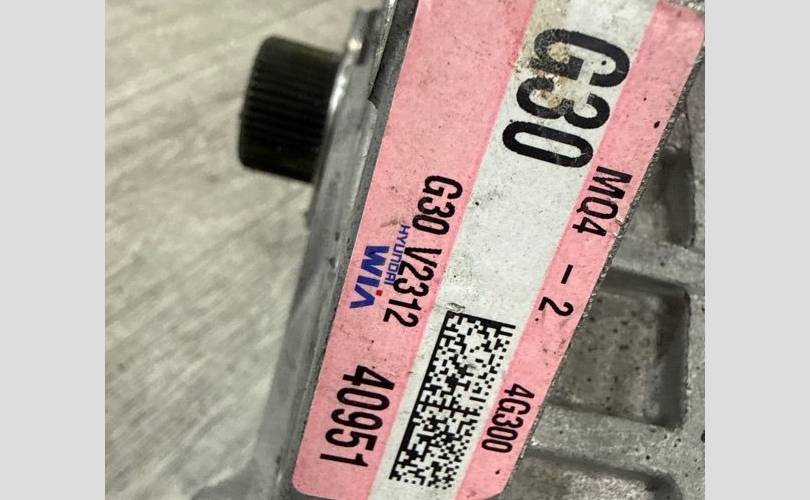 G30
MQ4 - 2
G30 V2312
HYUNDAI
WIA
4G300
40951